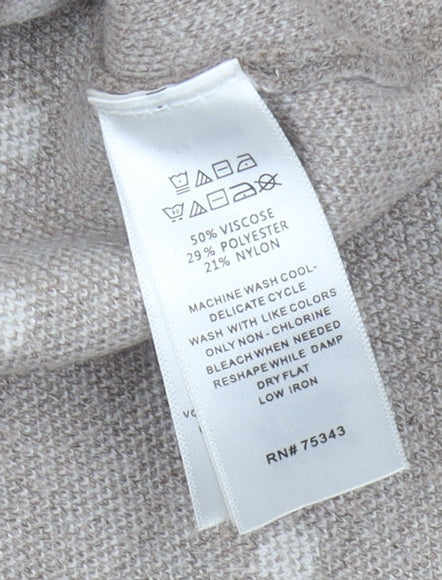 50% VISCOSE
29% POLYESTER
21% NYLON
MACHINE WASH COOL-
DELICATE CYCLE
WASH WITH LIKE COLORS
ONLY NON-CHLORINE
BLEACH WHEN NEEDED
RESHAPE WHILE DAMP
DRY FLAT
LOW IRON
RN# 75343